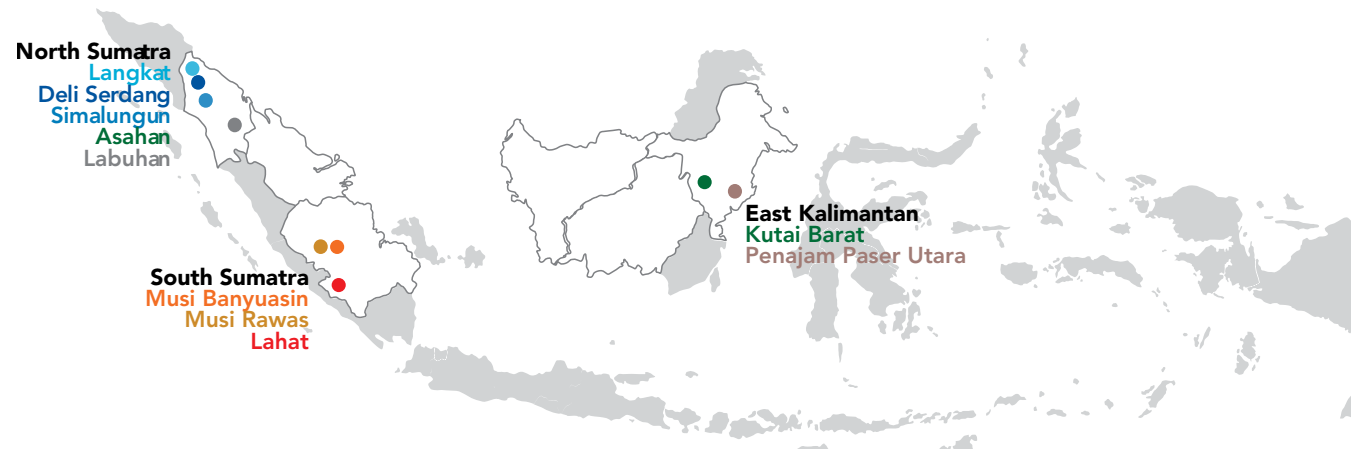 North Sumatra
Langkat
Deli Serdang
Simalungun
Asahan
Labuhan
South Sumatra
Musi Banyuasin
Musi Rawas
Lahat
East Kalimantan
Kutai Barat
Penajam Paser Utara